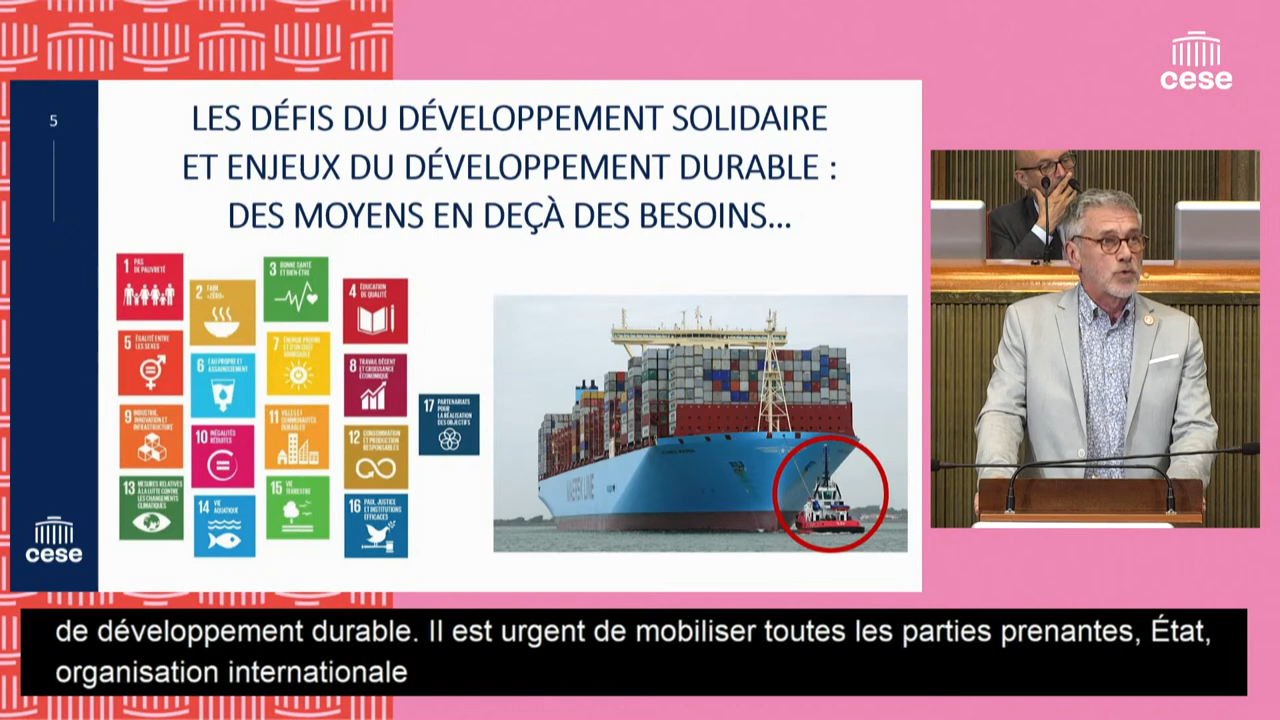 cese
5
LES DÉFIS DU DÉVELOPPEMENT SOLIDAIRE
ET ENJEUX DU DÉVELOPPEMENT DURABLE :
DES MOYENS EN DEÇÀ DES BESOINS...
1 PAS
DE PAUVRETÉ
2 FAIM
«ZÉRO»
3 BONNE SANTÉ
ET BIEN-ÊTRE
4 ÉDUCATION
DE QUALITÉ
5 ÉGALITÉ ENTRE
LES SEXES
6 EAU PROPRE ET
ASSAINISSEMENT
7 ÉNERGIE PROPRE
ET D'UN COÛT
ABORDABLE
8 TRAVAIL DÉCENT
ET CROISSANCE
ÉCONOMIQUE
9 INDUSTRIE,
INNOVATION ET
INFRASTRUCTURE
10 INÉGALITÉS
RÉDUITES
11 VILLES ET
COMMUNAUTÉS
DURABLES
12 CONSOMMATION
ET PRODUCTION
RESPONSABLES
13 MESURES RELATIVES
À LA LUTTE CONTRE
LES CHANGEMENTS
CLIMATIQUES
14 VIE
AQUATIQUE
15 VIE
TERRESTRE
16 PAIX, JUSTICE
ET INSTITUTIONS
EFFICACES
17 PARTENARIATS
POUR
LA RÉALISATION
DES OBJECTIFS
MAERSK LINE
cese
de développement durable. Il est urgent de mobiliser toutes les parties prenantes, État,
organisation internationale